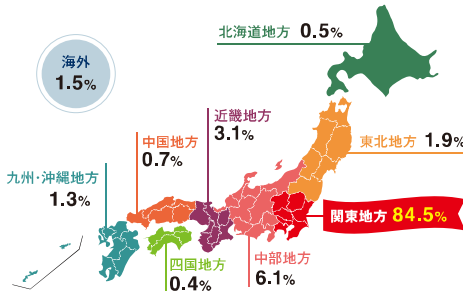 北海道地方 0.5%
海外
1.5%
近畿地方
3.1%
中国地方
0.7%
東北地方 1.9%
九州・沖縄地方
1.3%
関東地方 84.5%
四国地方
0.4%
中部地方
6.1%